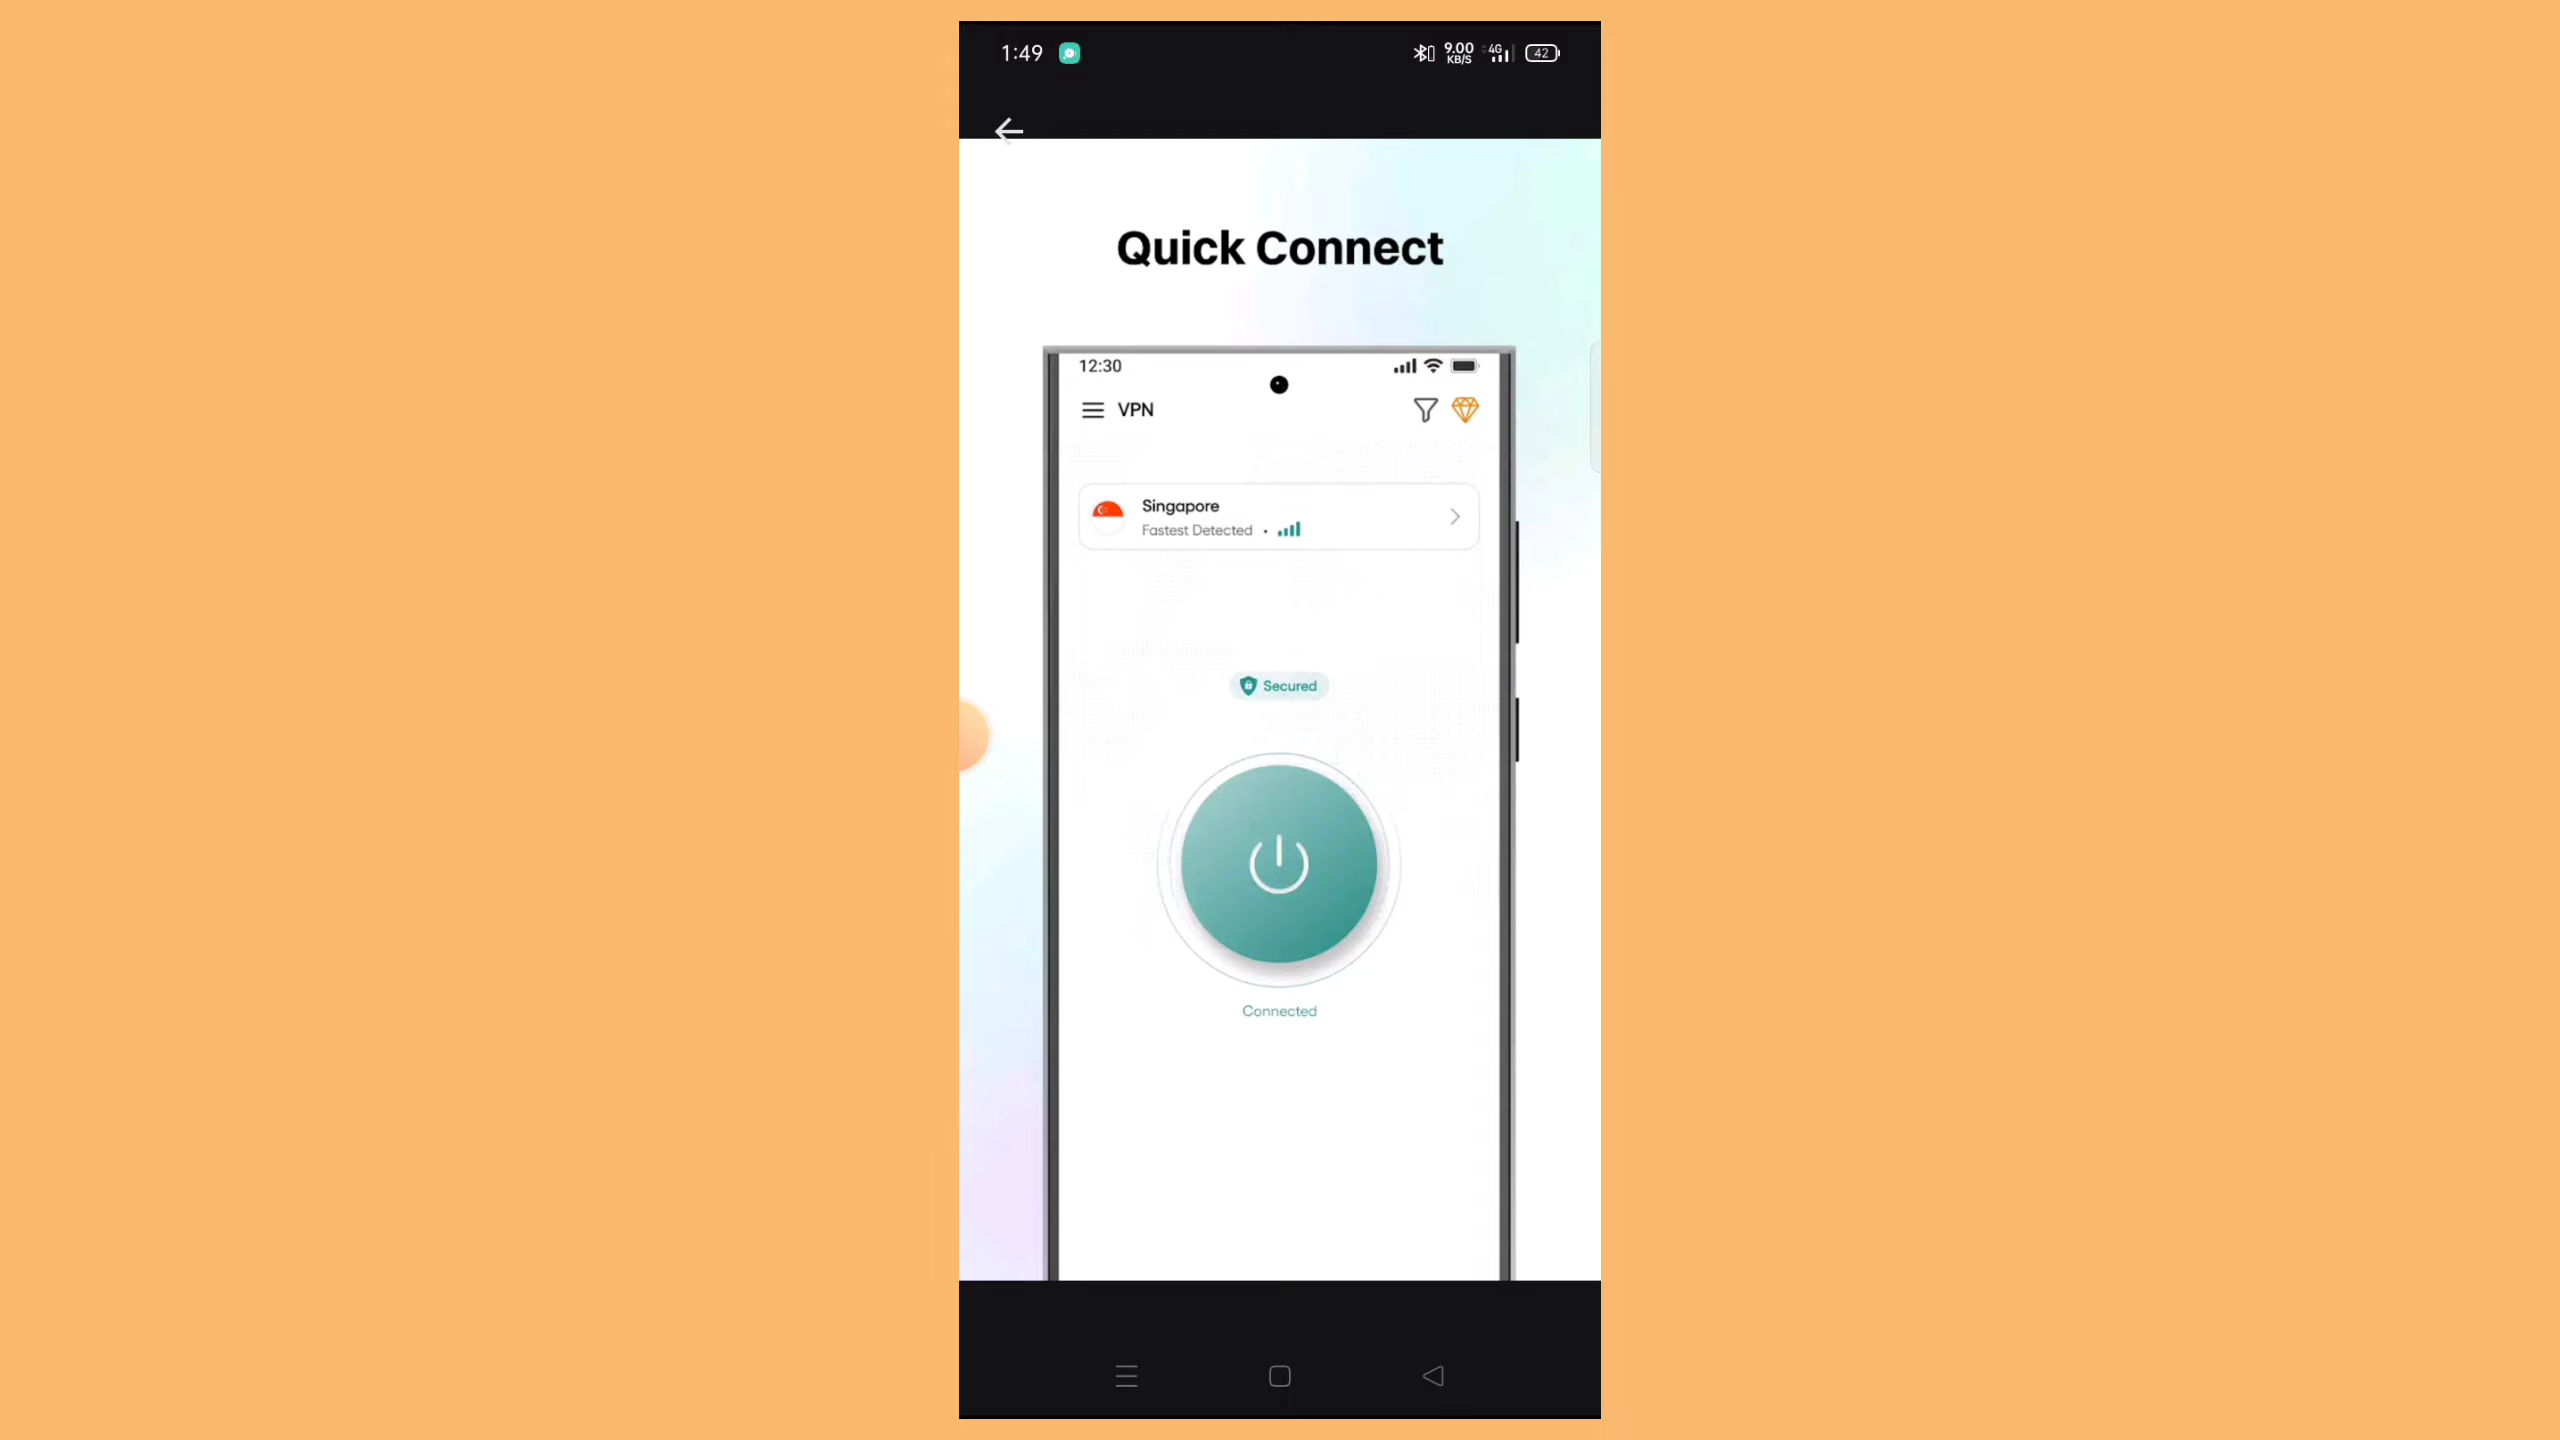 1:49
9.00
KB/S
4G
42
Quick Connect
12:30
VPN
Singapore
Fastest Detected •
Secured
Connected